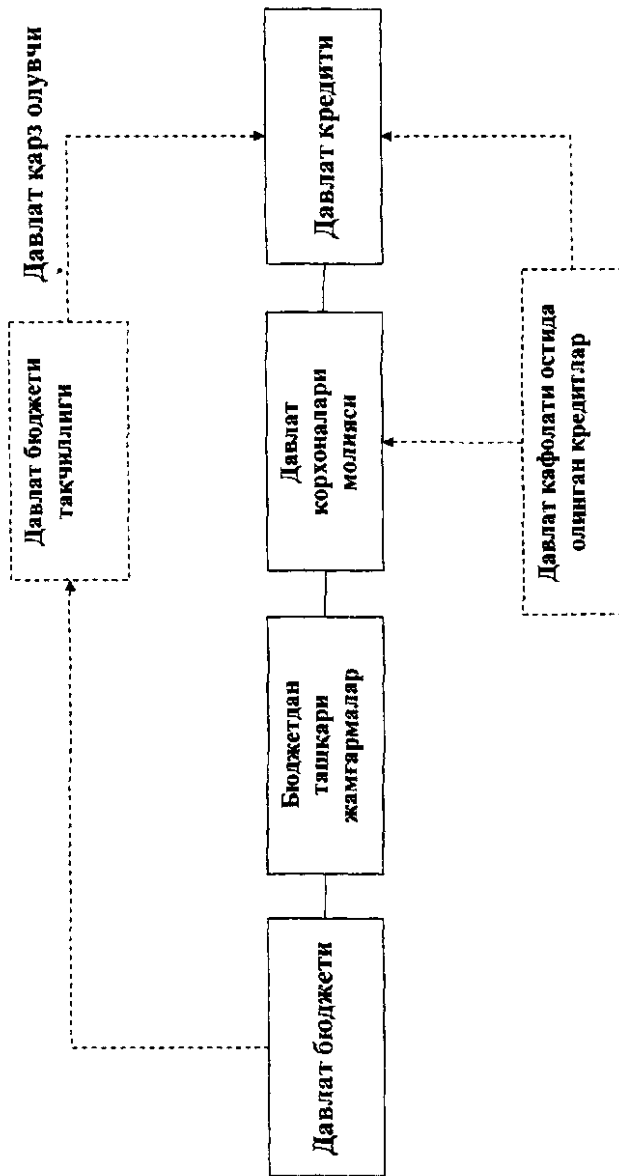 Давлат қарз олувчи
Давлат бюджети
тақчиллиги
Давлат бюджети
Бюджетдан
ташқари
жамғармалар
Давлат
корхоналари
молияси
Давлат кредити
Давлат кафолати остида
олинган кредитлар